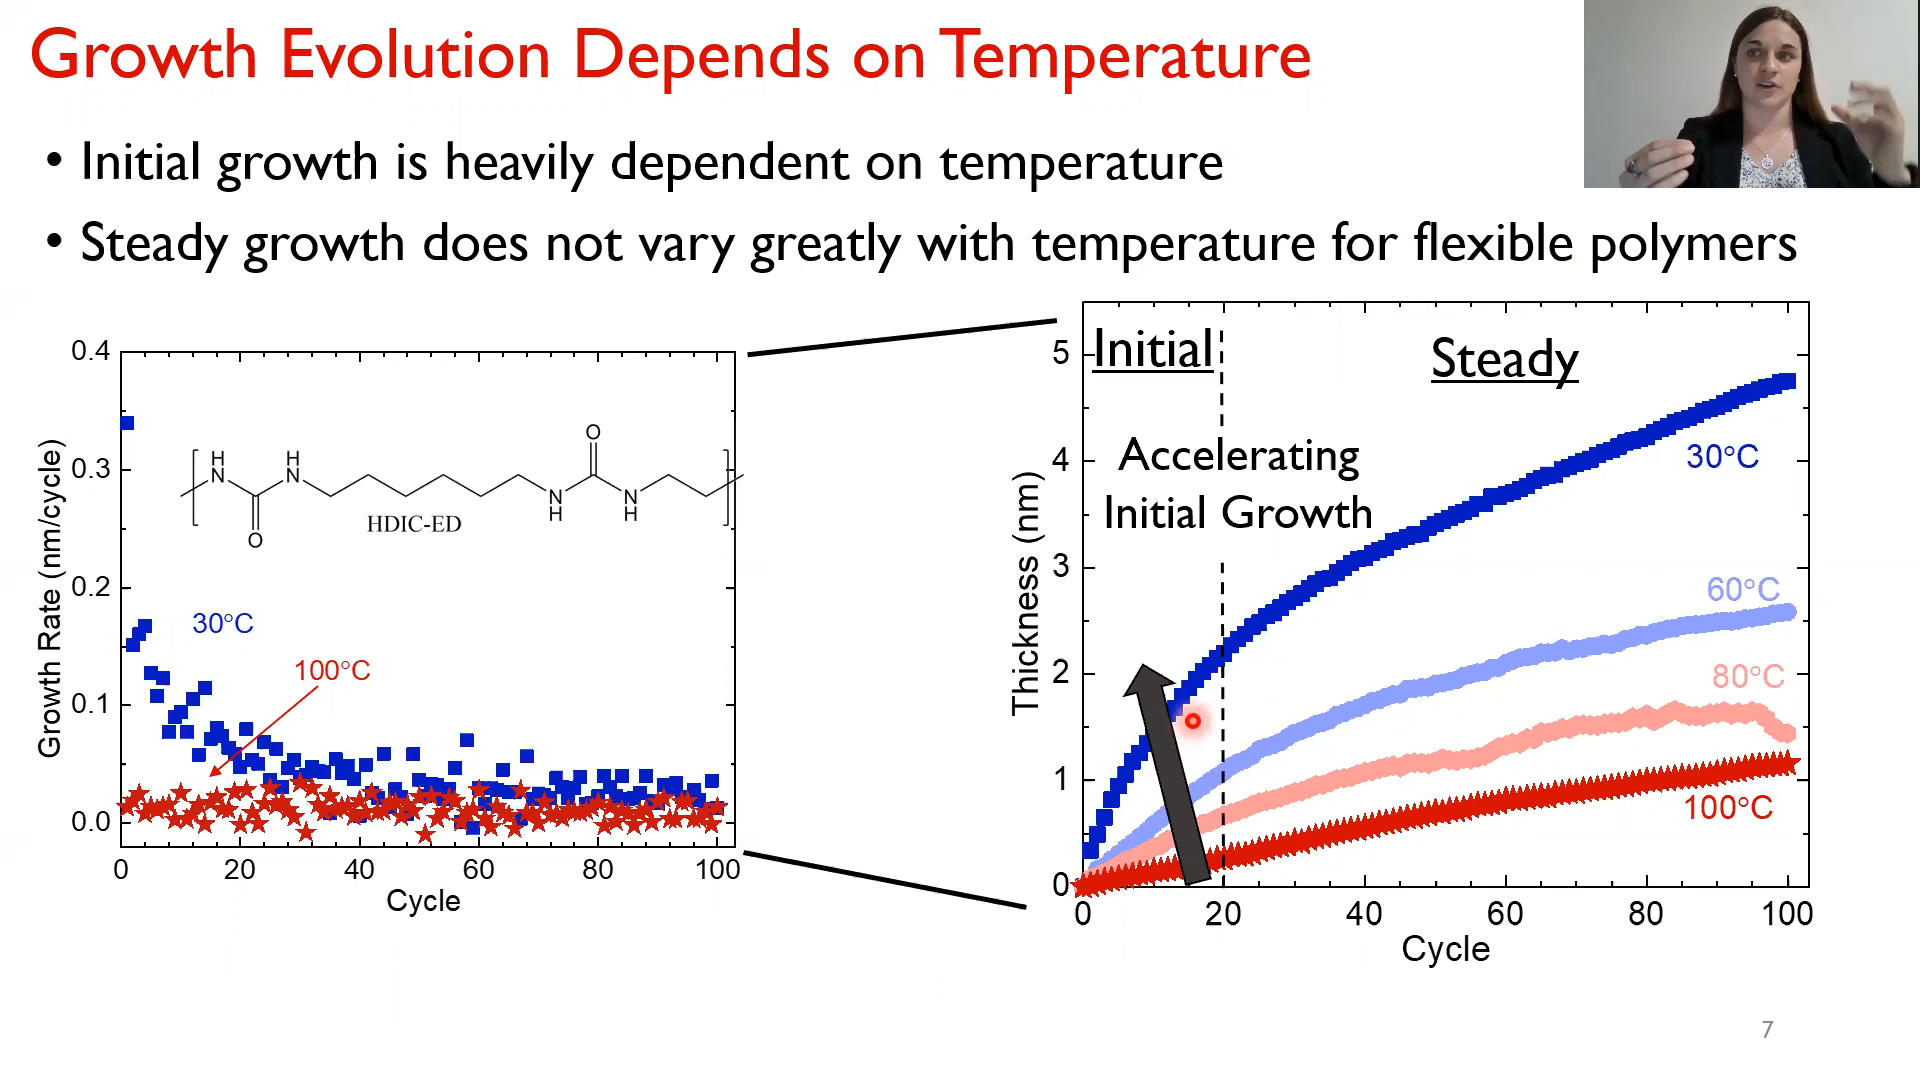 Growth Evolution Depends on Temperature
• Initial growth is heavily dependent on temperature
• Steady growth does not vary greatly with temperature for flexible polymers
0.4
0.3
0.2
0.1
0.0
Growth Rate (nm/cycle)
H
N
H
N
O
O
N
H
N
H
HDIC-ED
30°C
100°C
0 20 40 60 80 100
Cycle
5
4
3
2
1
0
Thickness (nm)
Initial
Steady
Accelerating
Initial Growth
30°C
60°C
80°C
100°C
0 20 40 60 80 100
Cycle
7